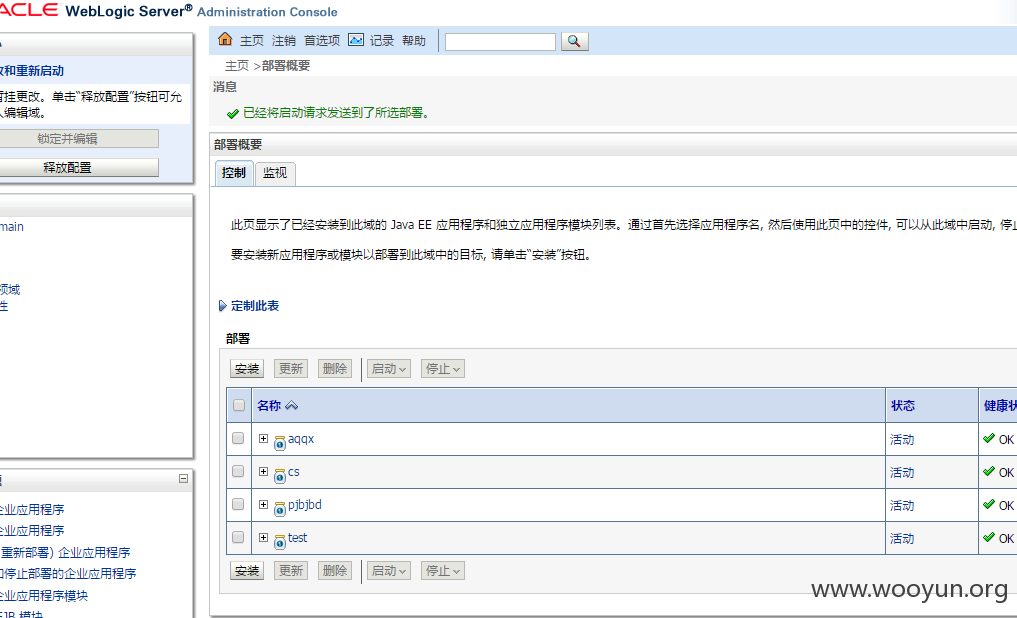 ACLE WebLogic Server® Administration Console
主页 注销 首选项 记录 帮助
主页 >部署概要
消息
已经将启动请求发送到了所选部署。
和重新启动
挂更改。单击“释放配置”按钮可允
编辑域。
锁定并编辑
释放配置
main
领域
性
企业应用程序
企业应用程序
重新部署) 企业应用程序
停止部署的企业应用程序
企业应用程序模块
EJB 模块
部署概要
控制 监视
此页显示了已经安装到此域的 Java EE 应用程序和独立应用程序模块列表。通过首先选择应用程序名, 然后使用此页中的控件, 可以从此域中启动, 停止
要安装新应用程序或模块以部署到此域中的目标, 请单击“安装”按钮。
定制此表
部署
安装 更新 删除 启动 停止
名称 状态 健康状
aqqx 活动 OK
cs 活动 OK
pjbjbd 活动 OK
test 活动 OK
安装 更新 删除 启动 停止
www.wooyun.org